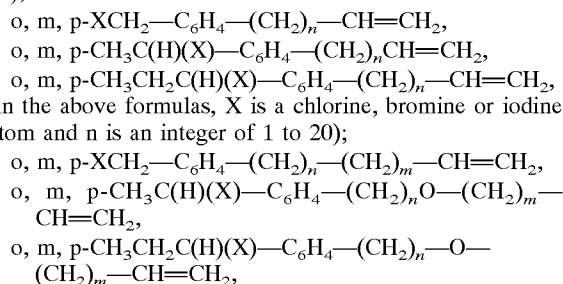 o, m, p-XCH₂—C₆H₄—(CH₂)ₙ—CH=CH₂,
o, m, p-CH₃C(H)(X)—C₆H₄—(CH₂)ₙCH=CH₂,
o, m, p-CH₃CH₂C(H)(X)—C₆H₄—(CH₂)ₙ—CH=CH₂,
in the above formulas, X is a chlorine, bromine or iodine
tom and n is an integer of 1 to 20);
o, m, p-XCH₂—C₆H₄—(CH₂)ₙ—(CH₂)ₘ—CH=CH₂,
o, m, p-CH₃C(H)(X)—C₆H₄—(CH₂)ₙO—(CH₂)ₘ—
CH=CH₂,
o, m, p-CH₃CH₂C(H)(X)—C₆H₄—(CH₂)ₙ—O—
(CH₂)ₘ—CH=CH₂,